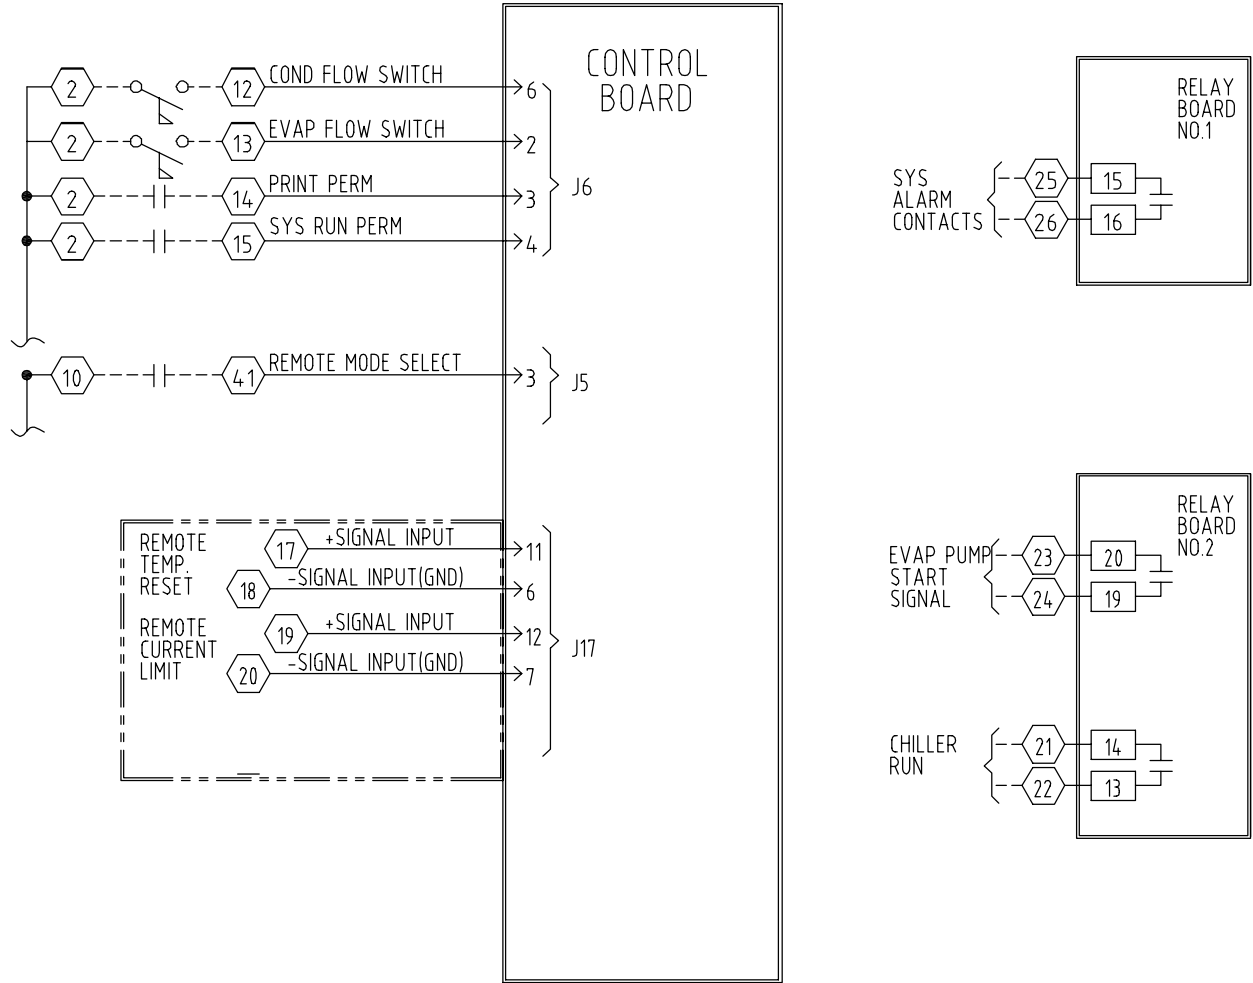 CONTROL
BOARD
2 12 COND FLOW SWITCH 6
2 13 EVAP FLOW SWITCH 2
2 14 PRINT PERM 3
2 15 SYS RUN PERM 4
J6
10 41 REMOTE MODE SELECT 3
J5
REMOTE
TEMP.
RESET
17 +SIGNAL INPUT 11
18 -SIGNAL INPUT(GND) 6
REMOTE
CURRENT
LIMIT
19 +SIGNAL INPUT 12
20 -SIGNAL INPUT(GND) 7
J17
RELAY
BOARD
NO.1
SYS
ALARM
CONTACTS
25 15
26 16
RELAY
BOARD
NO.2
EVAP PUMP
START
SIGNAL
23 20
24 19
CHILLER
RUN
21 14
22 13